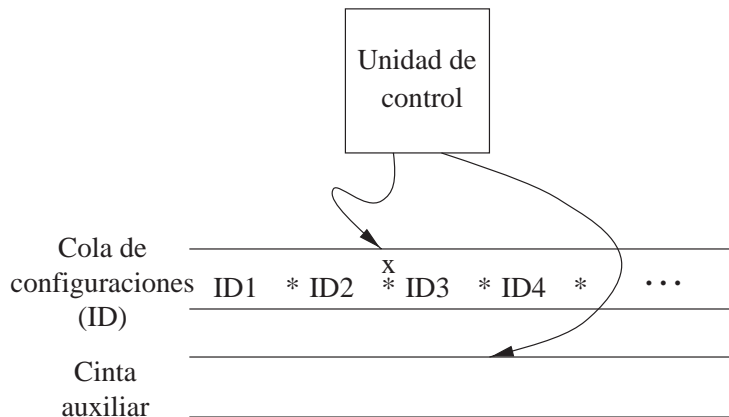 Unidad de
control
Cola de
configuraciones
(ID)
x
ID1 * ID2 * ID3 * ID4 * ...
Cinta
auxiliar